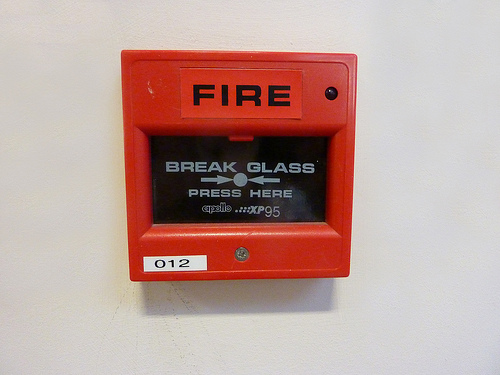 FIRE
BREAK GLASS
PRESS HERE
apollo XP95
012